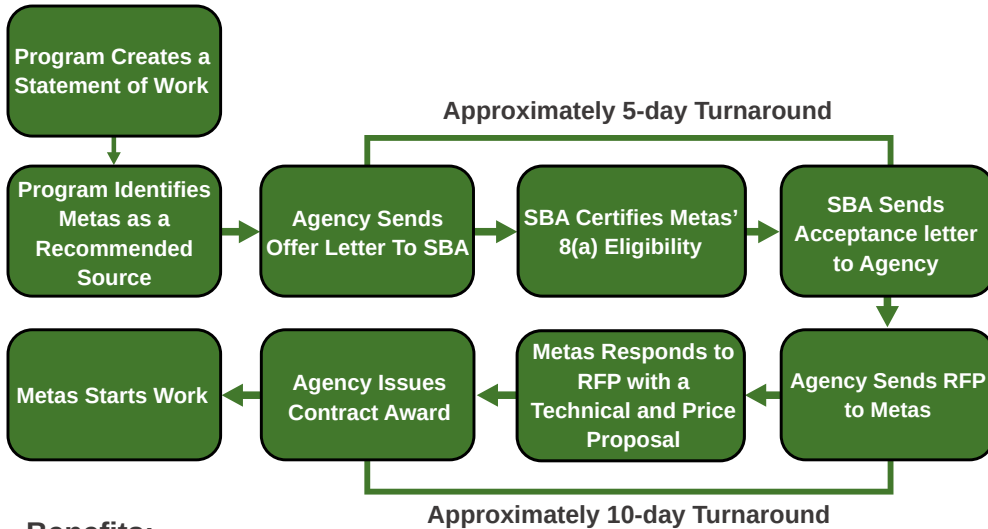 Program Creates a
Statement of Work
Approximately 5-day Turnaround
Program Identifies
Metas as a
Recommended
Source
Agency Sends
Offer Letter To SBA
SBA Certifies Metas’
8(a) Eligibility
SBA Sends
Acceptance letter
to Agency
Agency Sends RFP
to Metas
Metas Responds to
RFP with a
Technical and Price
Proposal
Agency Issues
Contract Award
Metas Starts Work
Approximately 10-day Turnaround
Benefits: